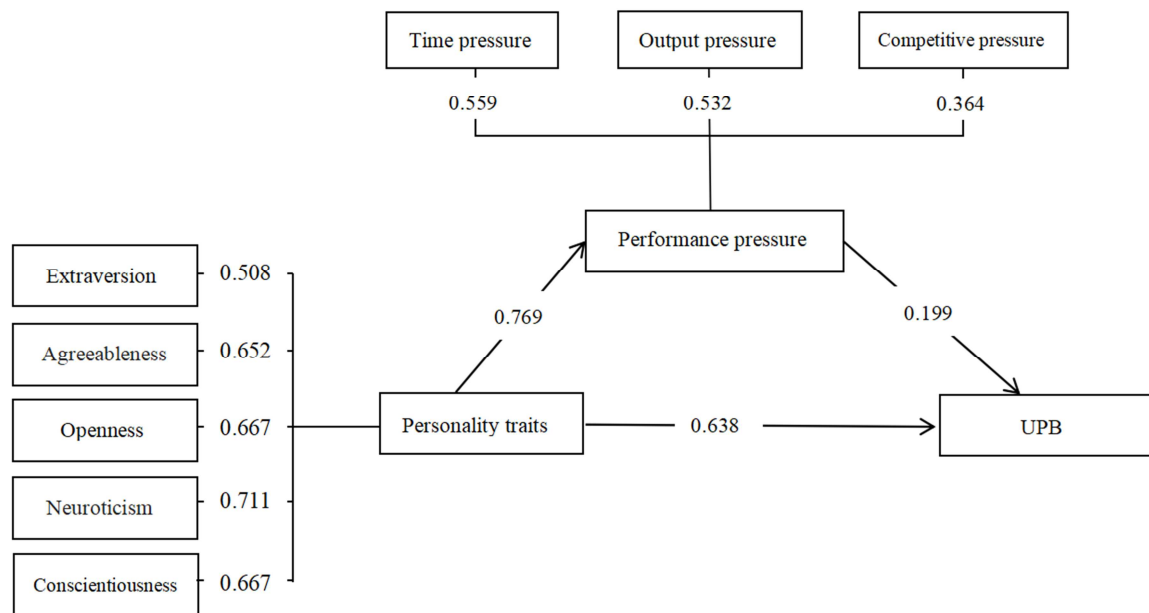 Time pressure
Output pressure
Competitive pressure
0.559
0.532
0.364
Performance pressure
Extraversion
0.508
0.769
0.199
Agreeableness
0.652
Openness
0.667
Personality traits
0.638
UPB
Neuroticism
0.711
Conscientiousness
0.667